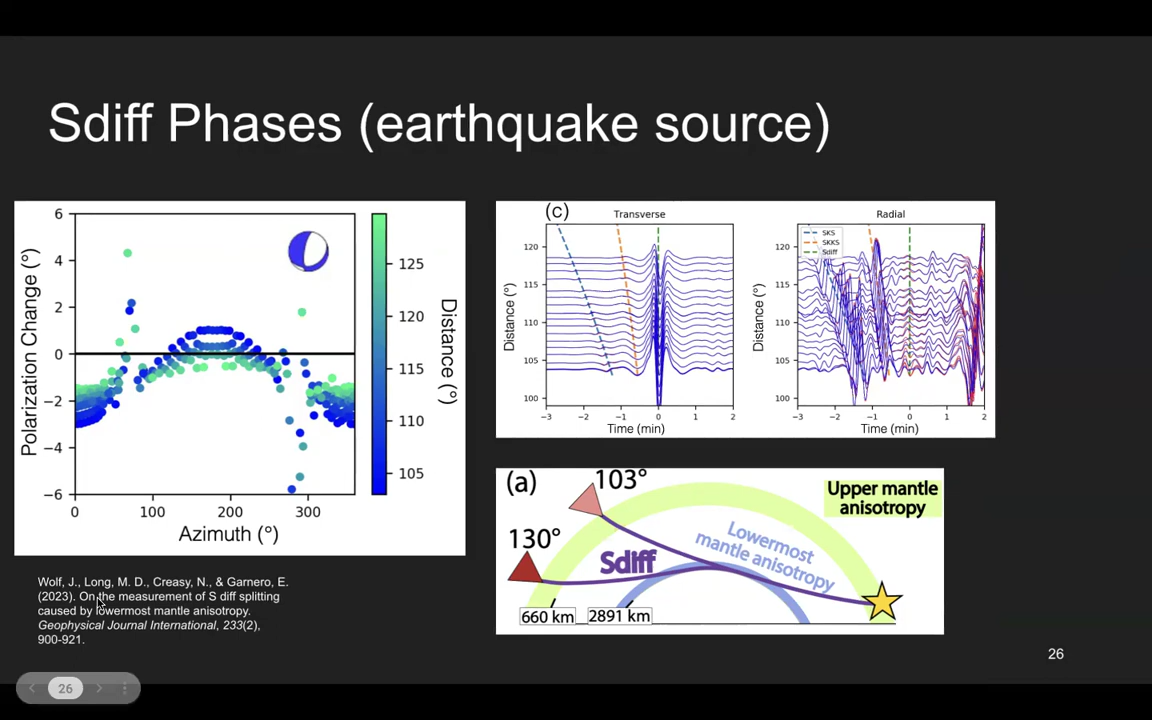 Sdiff Phases (earthquake source)
6
4
2
0
−2
−4
−6
Polarization Change (°)
0
100
200
300
Azimuth (°)
125
120
115
110
105
Distance (°)
(c)
Transverse
120
115
110
105
100
Distance (°)
−3
−2
−1
0
1
2
Time (min)
Radial
SKS
SKKS
Sdiff
120
115
110
105
100
Distance (°)
−3
−2
−1
0
1
2
Time (min)
(a)
103°
130°
Sdiff
Lowermost
mantle anisotropy
Upper mantle
anisotropy
660 km
2891 km
Wolf, J., Long, M. D., Creasy, N., & Garnero, E.
(2023). On the measurement of S diff splitting
caused by lowermost mantle anisotropy.
Geophysical Journal International, 233(2),
900-921.
26
26